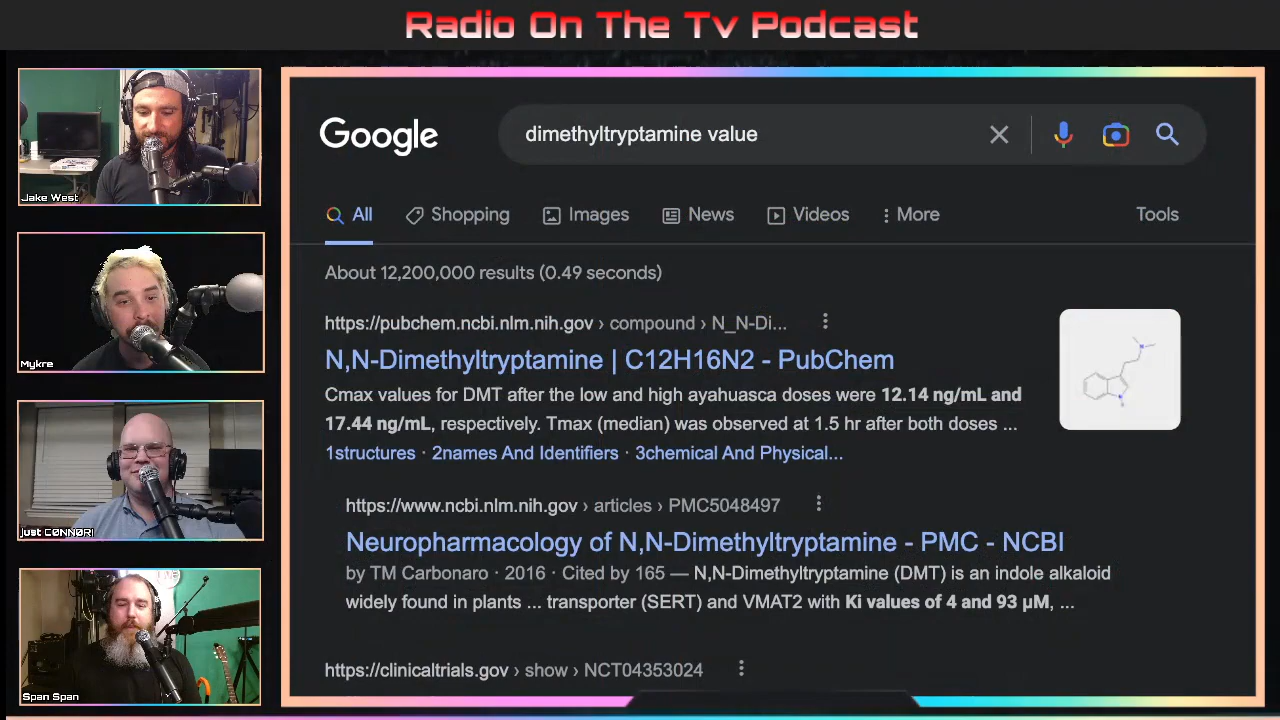 Radio On The Tv Podcast
Jake West
Mykre
just C0NN0R!
Span Span
Google
dimethyltryptamine value
All
Shopping
Images
News
Videos
More
Tools
About 12,200,000 results (0.49 seconds)
https://pubchem.ncbi.nlm.nih.gov › compound › N_N-Di...
N,N-Dimethyltryptamine | C12H16N2 - PubChem
Cmax values for DMT after the low and high ayahuasca doses were 12.14 ng/mL and
17.44 ng/mL, respectively. Tmax (median) was observed at 1.5 hr after both doses ...
1structures · 2names And Identifiers · 3chemical And Physical...
https://www.ncbi.nlm.nih.gov › articles › PMC5048497
Neuropharmacology of N,N-Dimethyltryptamine - PMC - NCBI
by TM Carbonaro · 2016 · Cited by 165 — N,N-Dimethyltryptamine (DMT) is an indole alkaloid
widely found in plants ... transporter (SERT) and VMAT2 with Ki values of 4 and 93 µM, ...
https://clinicaltrials.gov › show › NCT04353024